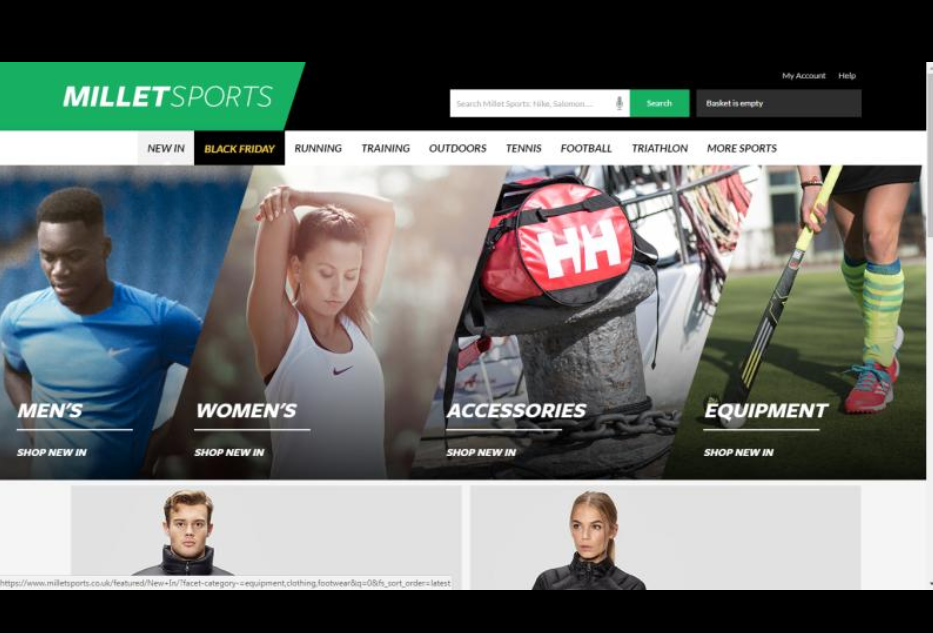 MILLETSPORTS
My Account Help
Search Millet Sports: Nike, Salomon....
Search
Basket is empty
NEW IN BLACK FRIDAY RUNNING TRAINING OUTDOORS TENNIS FOOTBALL TRIATHLON MORE SPORTS
HH
MEN'S WOMEN'S ACCESSORIES EQUIPMENT
SHOP NEW IN SHOP NEW IN SHOP NEW IN SHOP NEW IN
https://www.milletsports.co.uk/featured/New+In/?facet-category-=equipment,clothing,footwear&q=0&fs_sort_order=latest